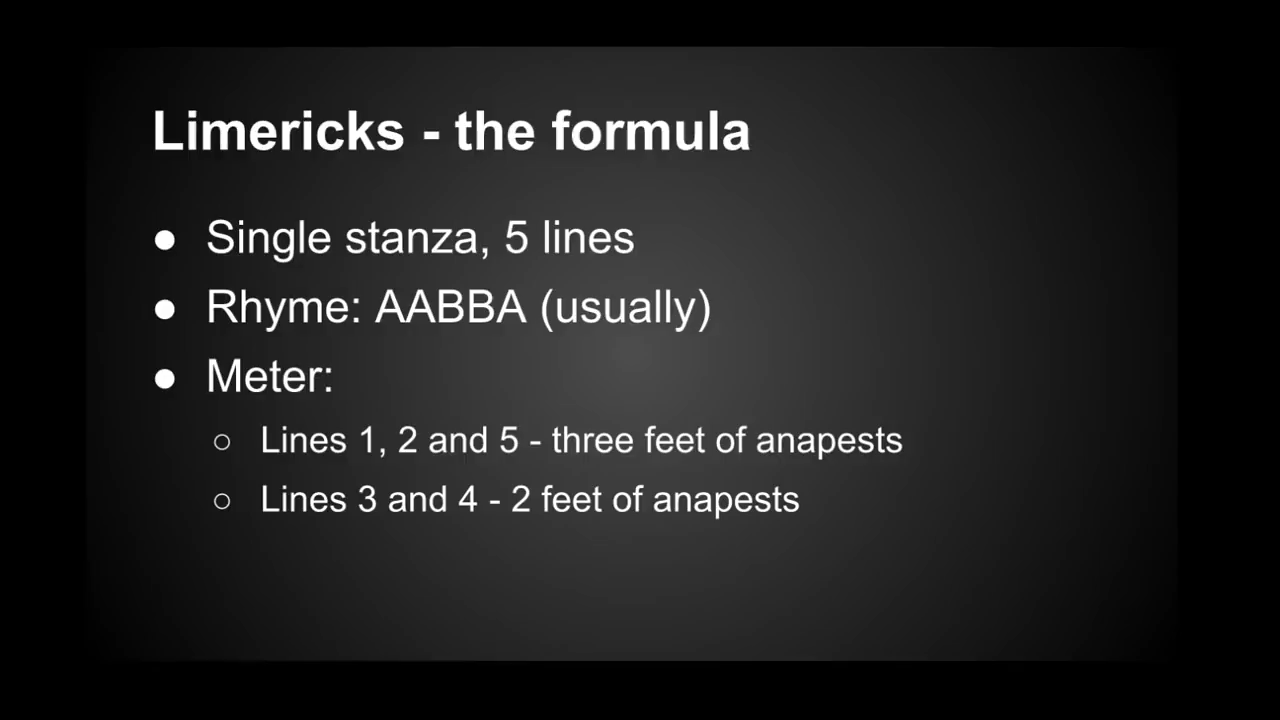 Limericks - the formula
● Single stanza, 5 lines
● Rhyme: AABBA (usually)
● Meter:
○ Lines 1, 2 and 5 - three feet of anapests
○ Lines 3 and 4 - 2 feet of anapests